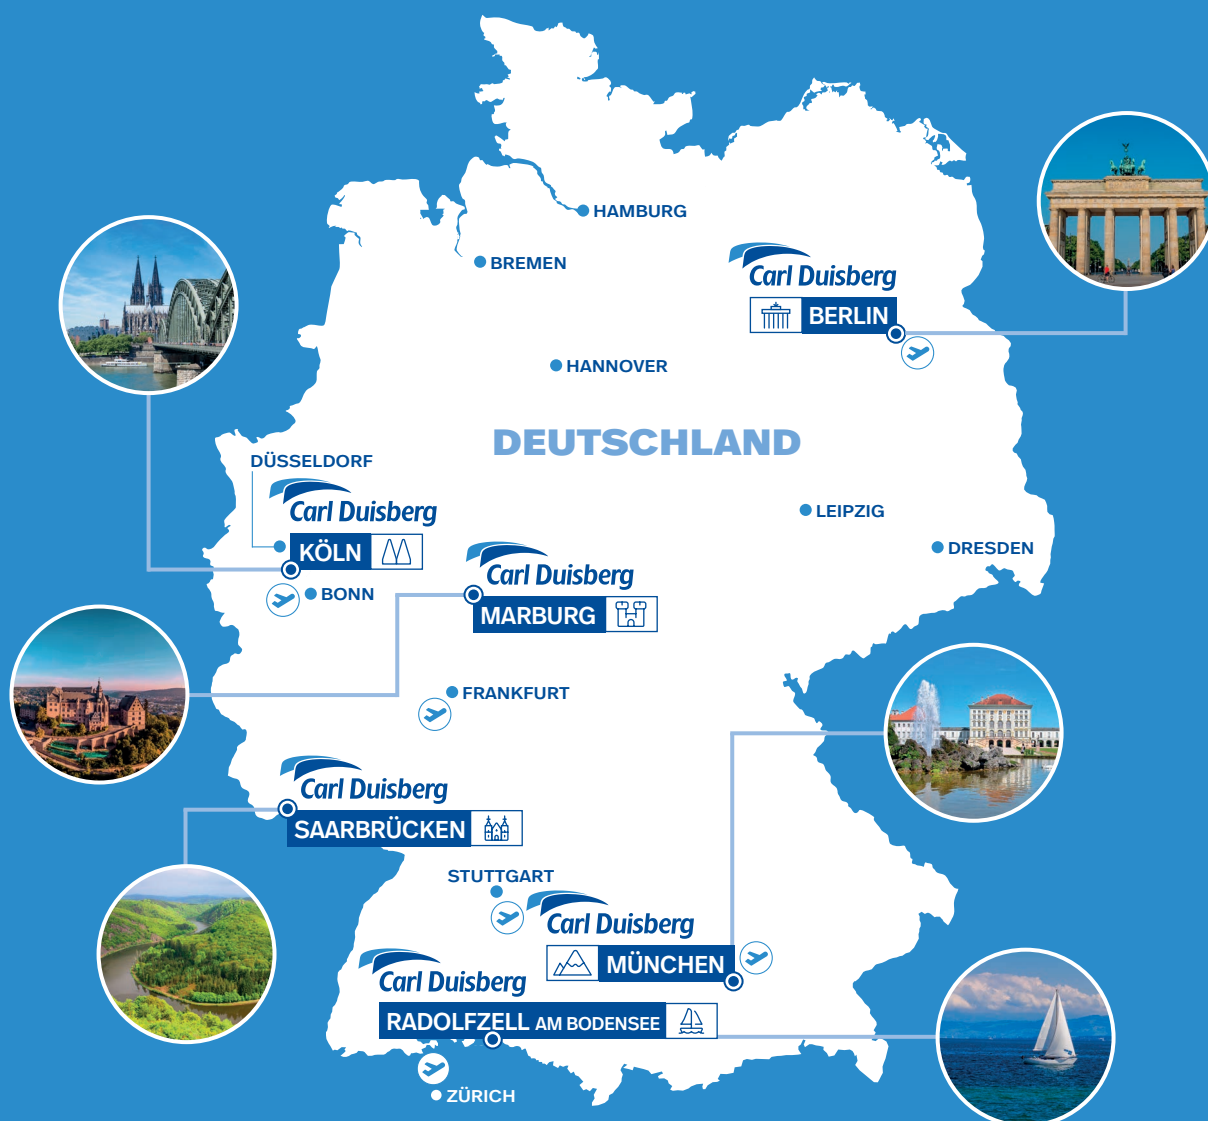 HAMBURG
BREMEN
Carl Duisberg
BERLIN
HANNOVER
DEUTSCHLAND
DÜSSELDORF
Carl Duisberg
KÖLN
LEIPZIG
DRESDEN
Carl Duisberg
BONN
MARBURG
FRANKFURT
Carl Duisberg
SAARBRÜCKEN
STUTTGART
Carl Duisberg
MÜNCHEN
Carl Duisberg
RADOLFZELL AM BODENSEE
ZÜRICH